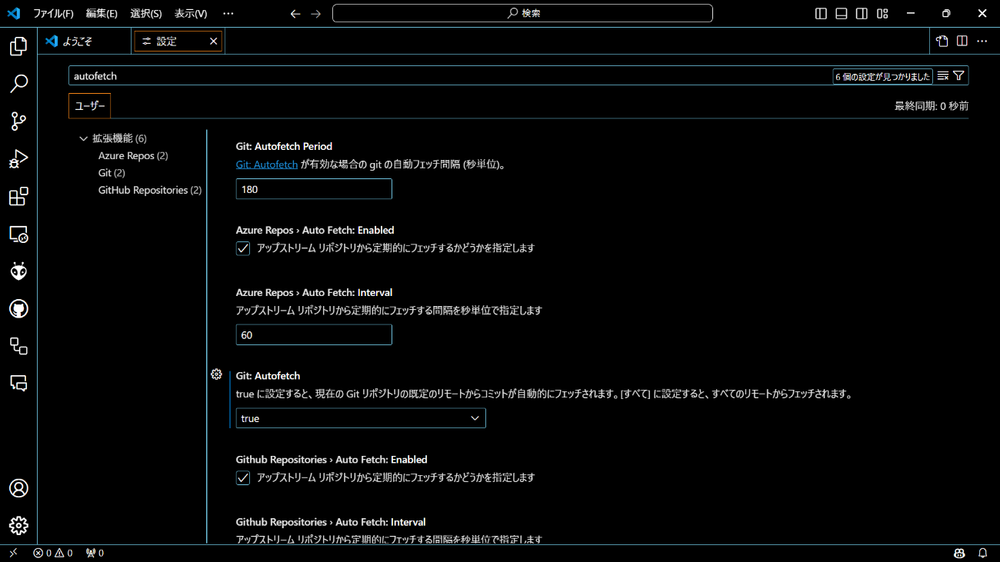 ファイル(F) 編集(E) 選択(S) 表示(V) ···
検索
ようこそ
設定
autofetch
6 個の設定が見つかりました
ユーザー
最終同期: 0 秒前
拡張機能 (6)
Azure Repos (2)
Git (2)
GitHub Repositories (2)
Git: Autofetch Period
Git: Autofetch が有効な場合の git の自動フェッチ間隔 (秒単位)。
180
Azure Repos › Auto Fetch: Enabled
アップストリーム リポジトリから定期的にフェッチするかどうかを指定します
Azure Repos › Auto Fetch: Interval
アップストリーム リポジトリから定期的にフェッチする間隔を秒単位で指定します
60
Git: Autofetch
true に設定すると、現在の Git リポジトリの既定のリモートからコミットが自動的にフェッチされます。[すべて] に設定すると、すべてのリモートからフェッチされます。
true
Github Repositories › Auto Fetch: Enabled
アップストリーム リポジトリから定期的にフェッチするかどうかを指定します
Github Repositories › Auto Fetch: Interval
アップストリーム リポジトリから定期的にフェッチする間隔を秒単位で指定します
0 0 0